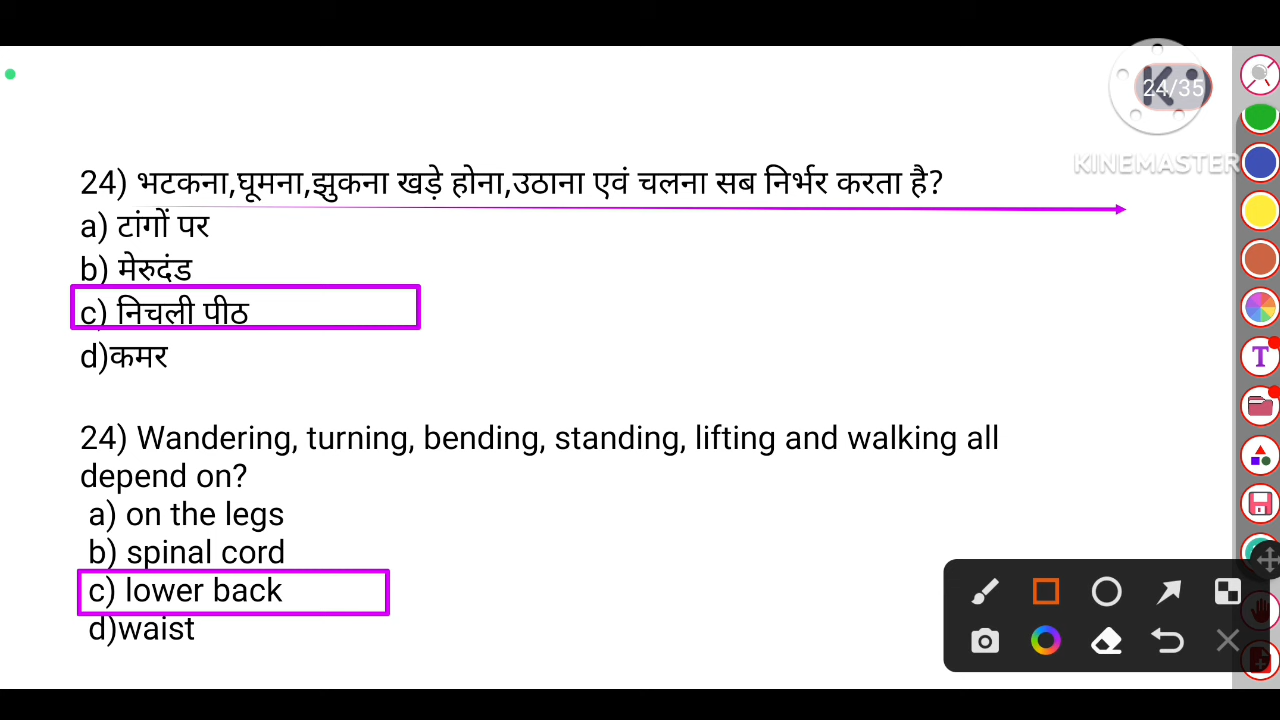 24/35
KINEMASTER
24) भटकना,घूमना,झुकना खड़े होना,उठाना एवं चलना सब निर्भर करता है?
a) टांगों पर
b) मेरुदंड
c) निचली पीठ
d)कमर
24) Wandering, turning, bending, standing, lifting and walking all
depend on?
a) on the legs
b) spinal cord
c) lower back
d)waist
T